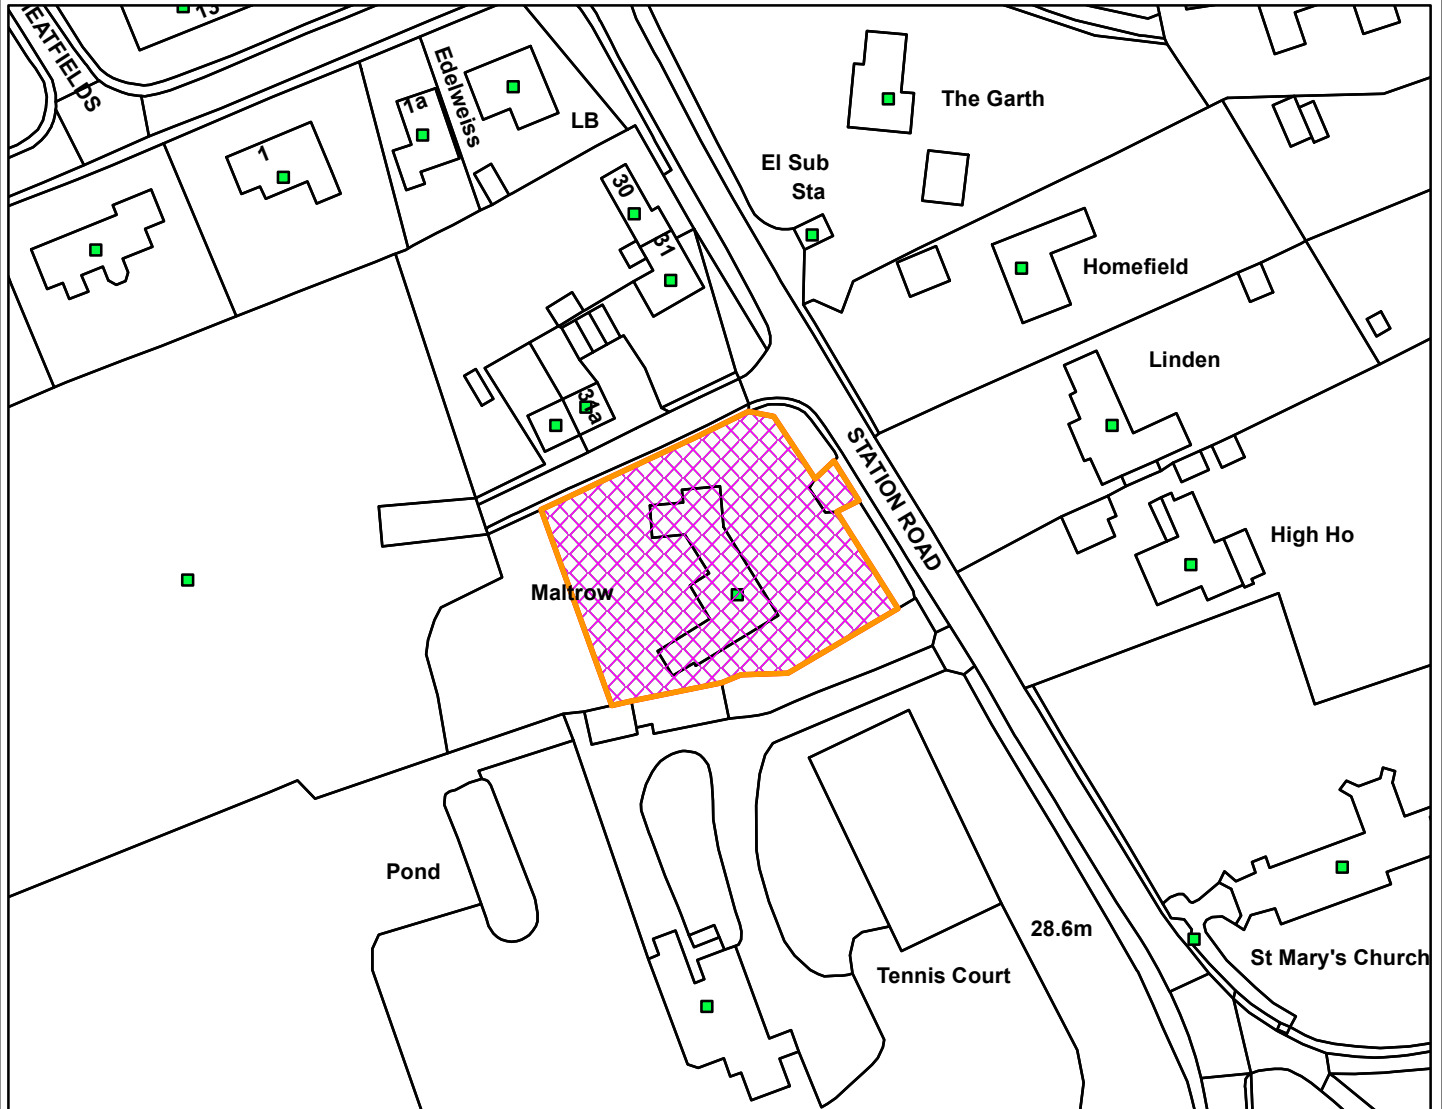 EATFIELDS
13
Edelweiss
1a
LB
1
30
31
34a
The Garth
El Sub
Sta
Homefield
Linden
STATION ROAD
High Ho
Maltrow
Pond
28.6m
Tennis Court
St Mary's Church